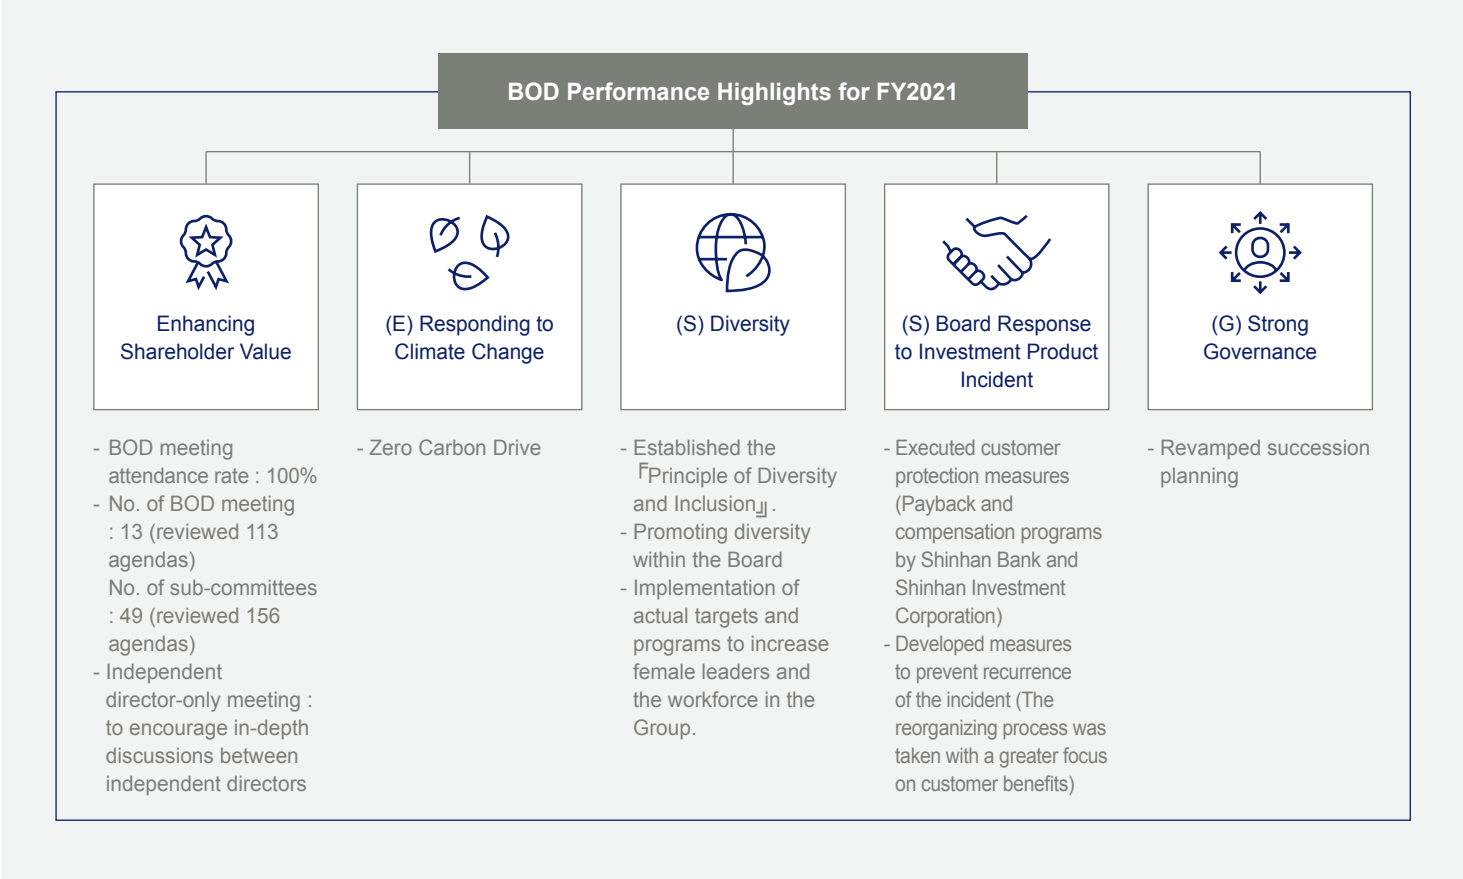 BOD Performance Highlights for FY2021
Enhancing
Shareholder Value
- BOD meeting
attendance rate : 100%
- No. of BOD meeting
: 13 (reviewed 113
agendas)
No. of sub-committees
: 49 (reviewed 156
agendas)
- Independent
director-only meeting :
to encourage in-depth
discussions between
independent directors
(E) Responding to
Climate Change
- Zero Carbon Drive
(S) Diversity
- Established the
『Principle of Diversity
and Inclusion』.
- Promoting diversity
within the Board
- Implementation of
actual targets and
programs to increase
female leaders and
the workforce in the
Group.
(S) Board Response
to Investment Product
Incident
- Executed customer
protection measures
(Payback and
compensation programs
by Shinhan Bank and
Shinhan Investment
Corporation)
- Developed measures
to prevent recurrence
of the incident (The
reorganizing process was
taken with a greater focus
on customer benefits)
(G) Strong
Governance
- Revamped succession
planning